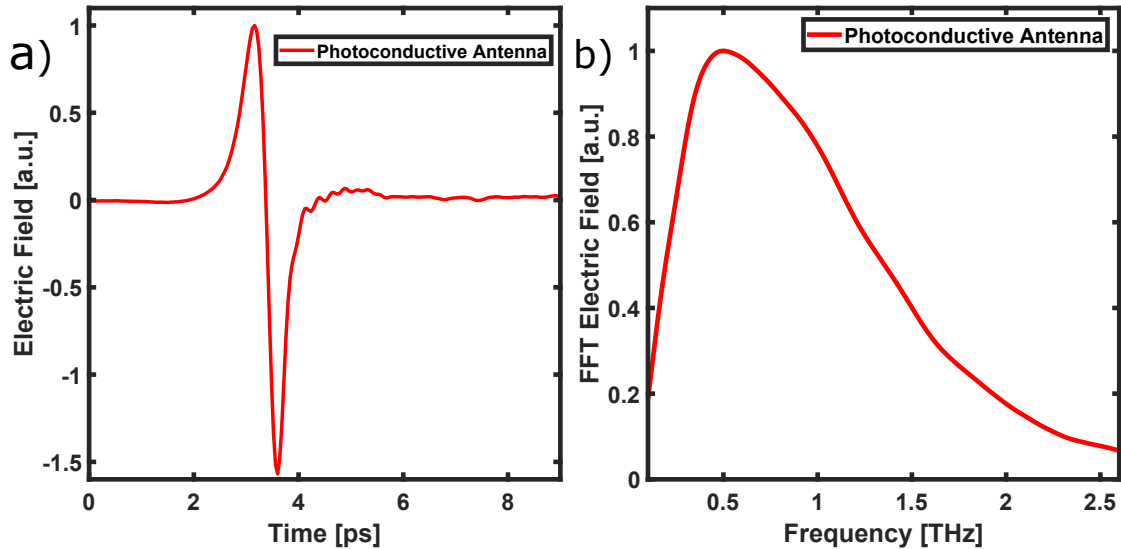 a)
Photoconductive Antenna
Electric Field [a.u.]
1
0.5
0
-0.5
-1
-1.5
0
2
4
6
8
Time [ps]
b)
Photoconductive Antenna
FFT Electric Field [a.u.]
1
0.8
0.6
0.4
0.2
0
0.5
1
1.5
2
2.5
Frequency [THz]